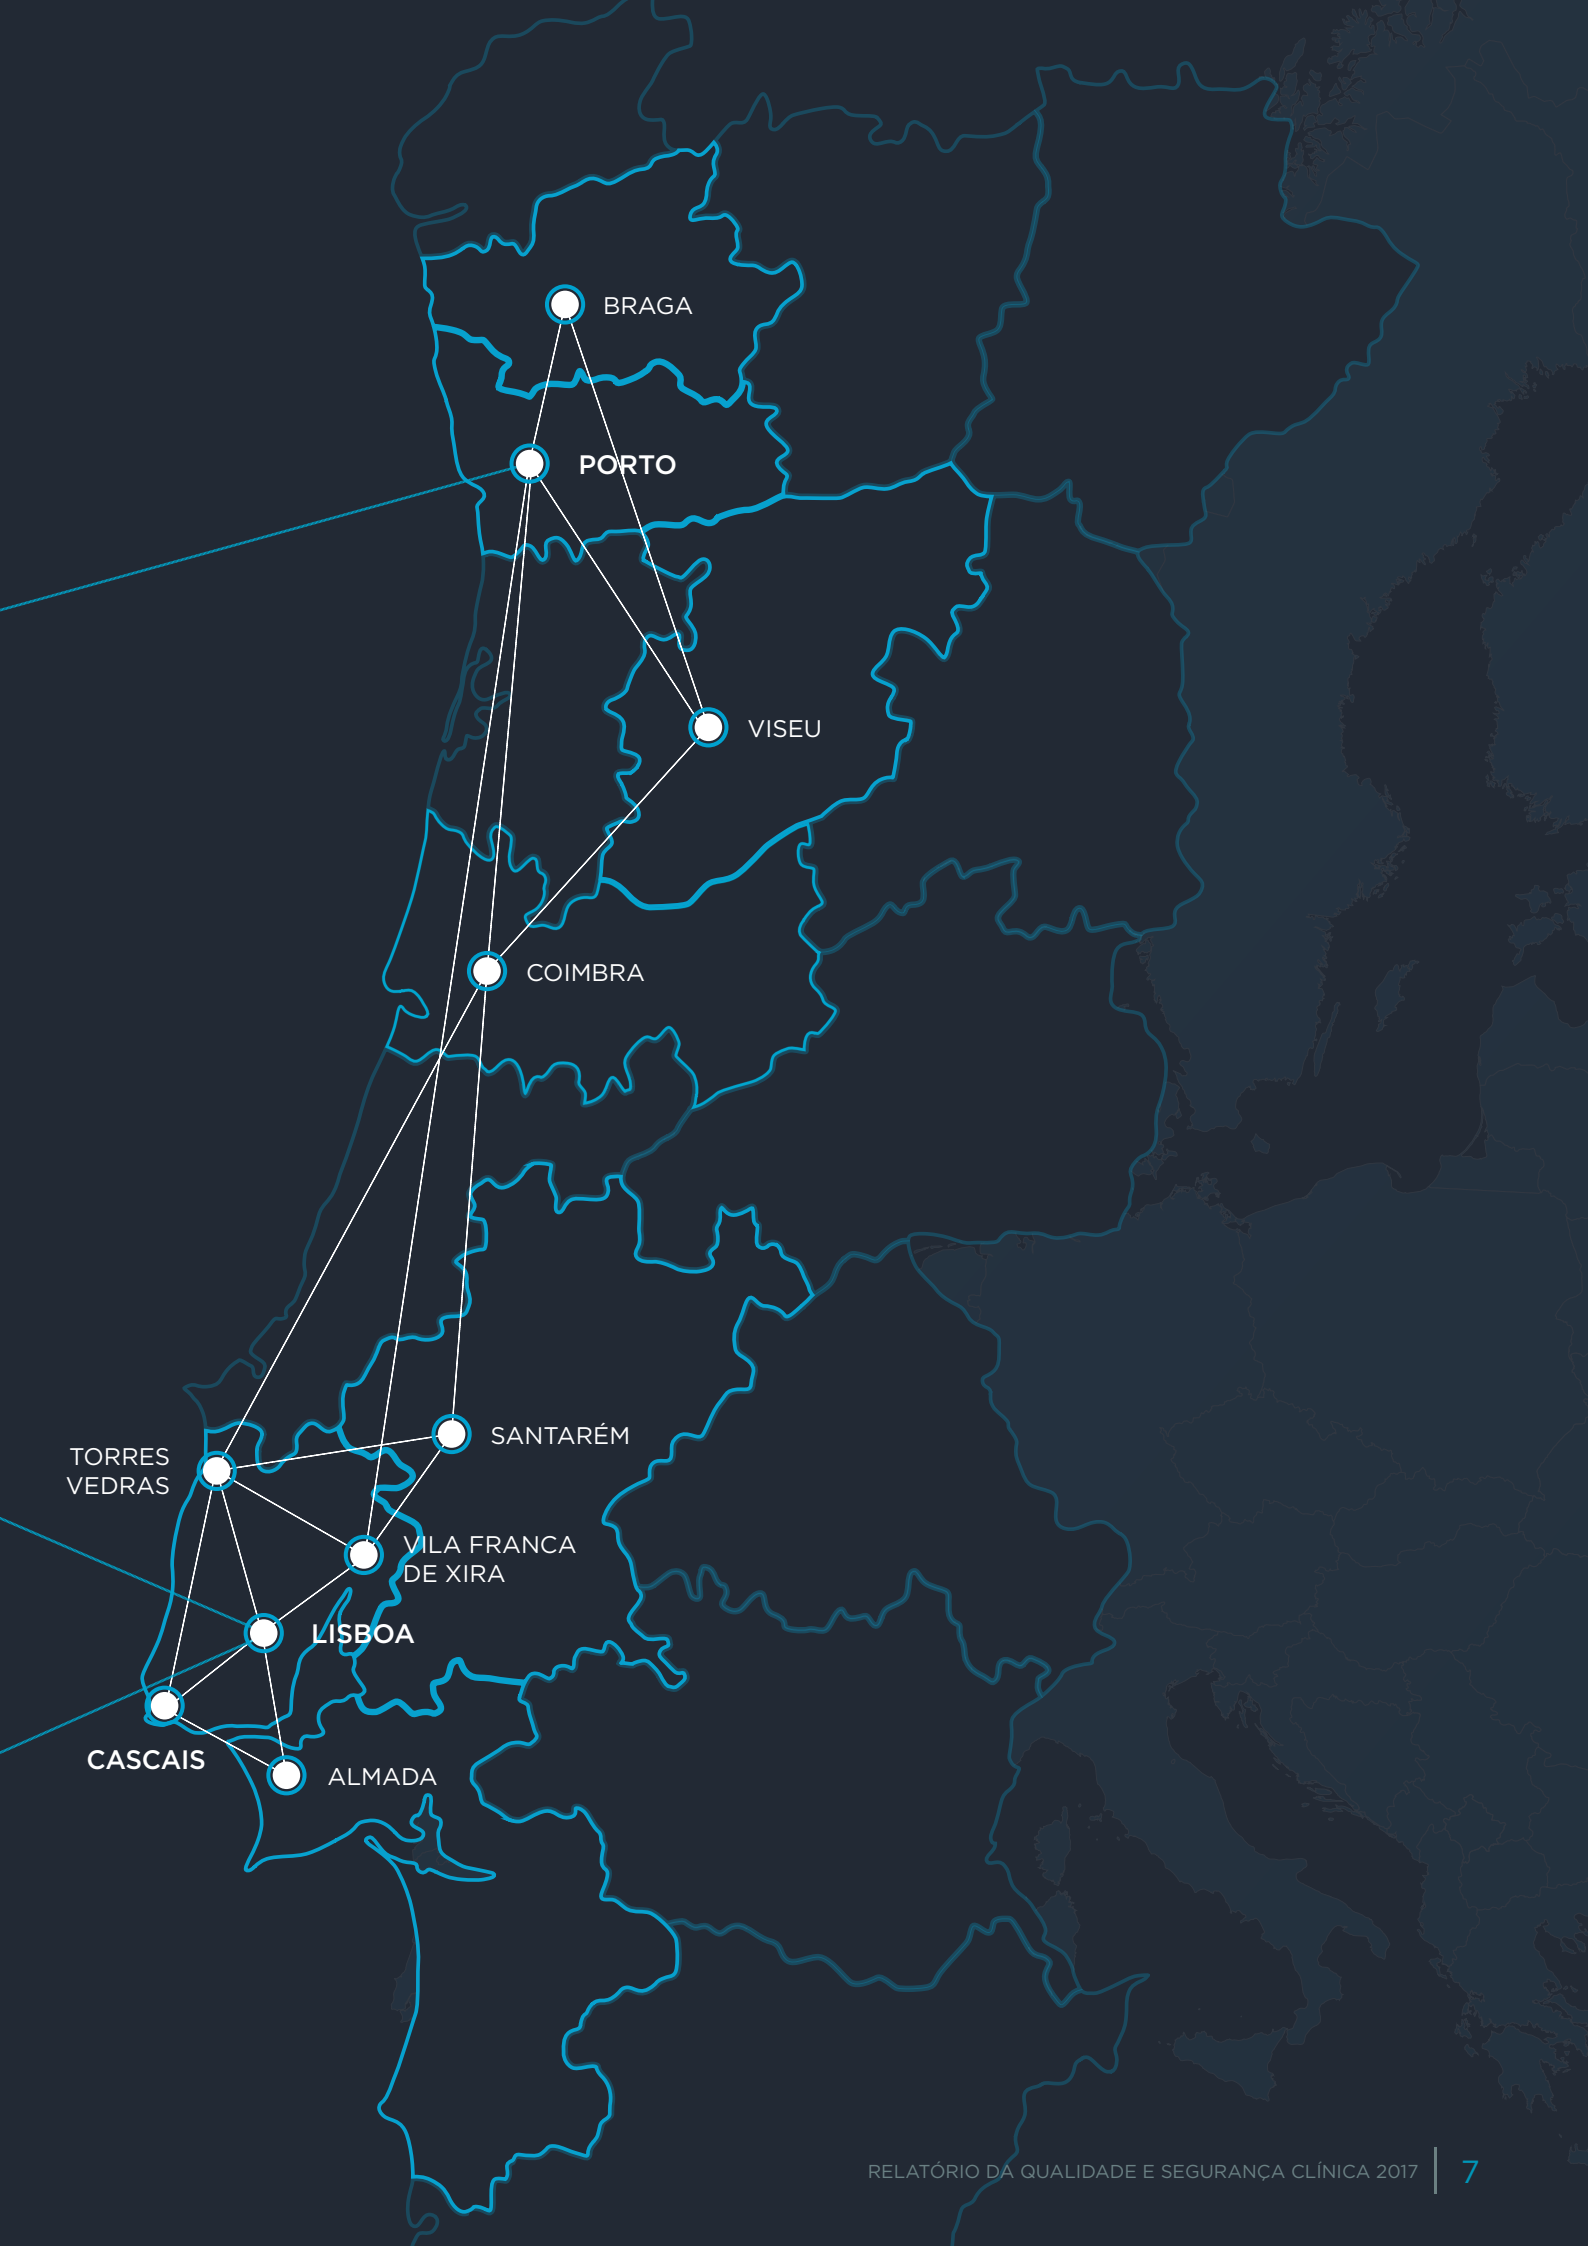 BRAGA
PORTO
VISEU
COIMBRA
SANTARÉM
TORRES
VEDRAS
VILA FRANCA
DE XIRA
LISBOA
CASCAIS
ALMADA
RELATÓRIO DA QUALIDADE E SEGURANÇA CLÍNICA 2017
7